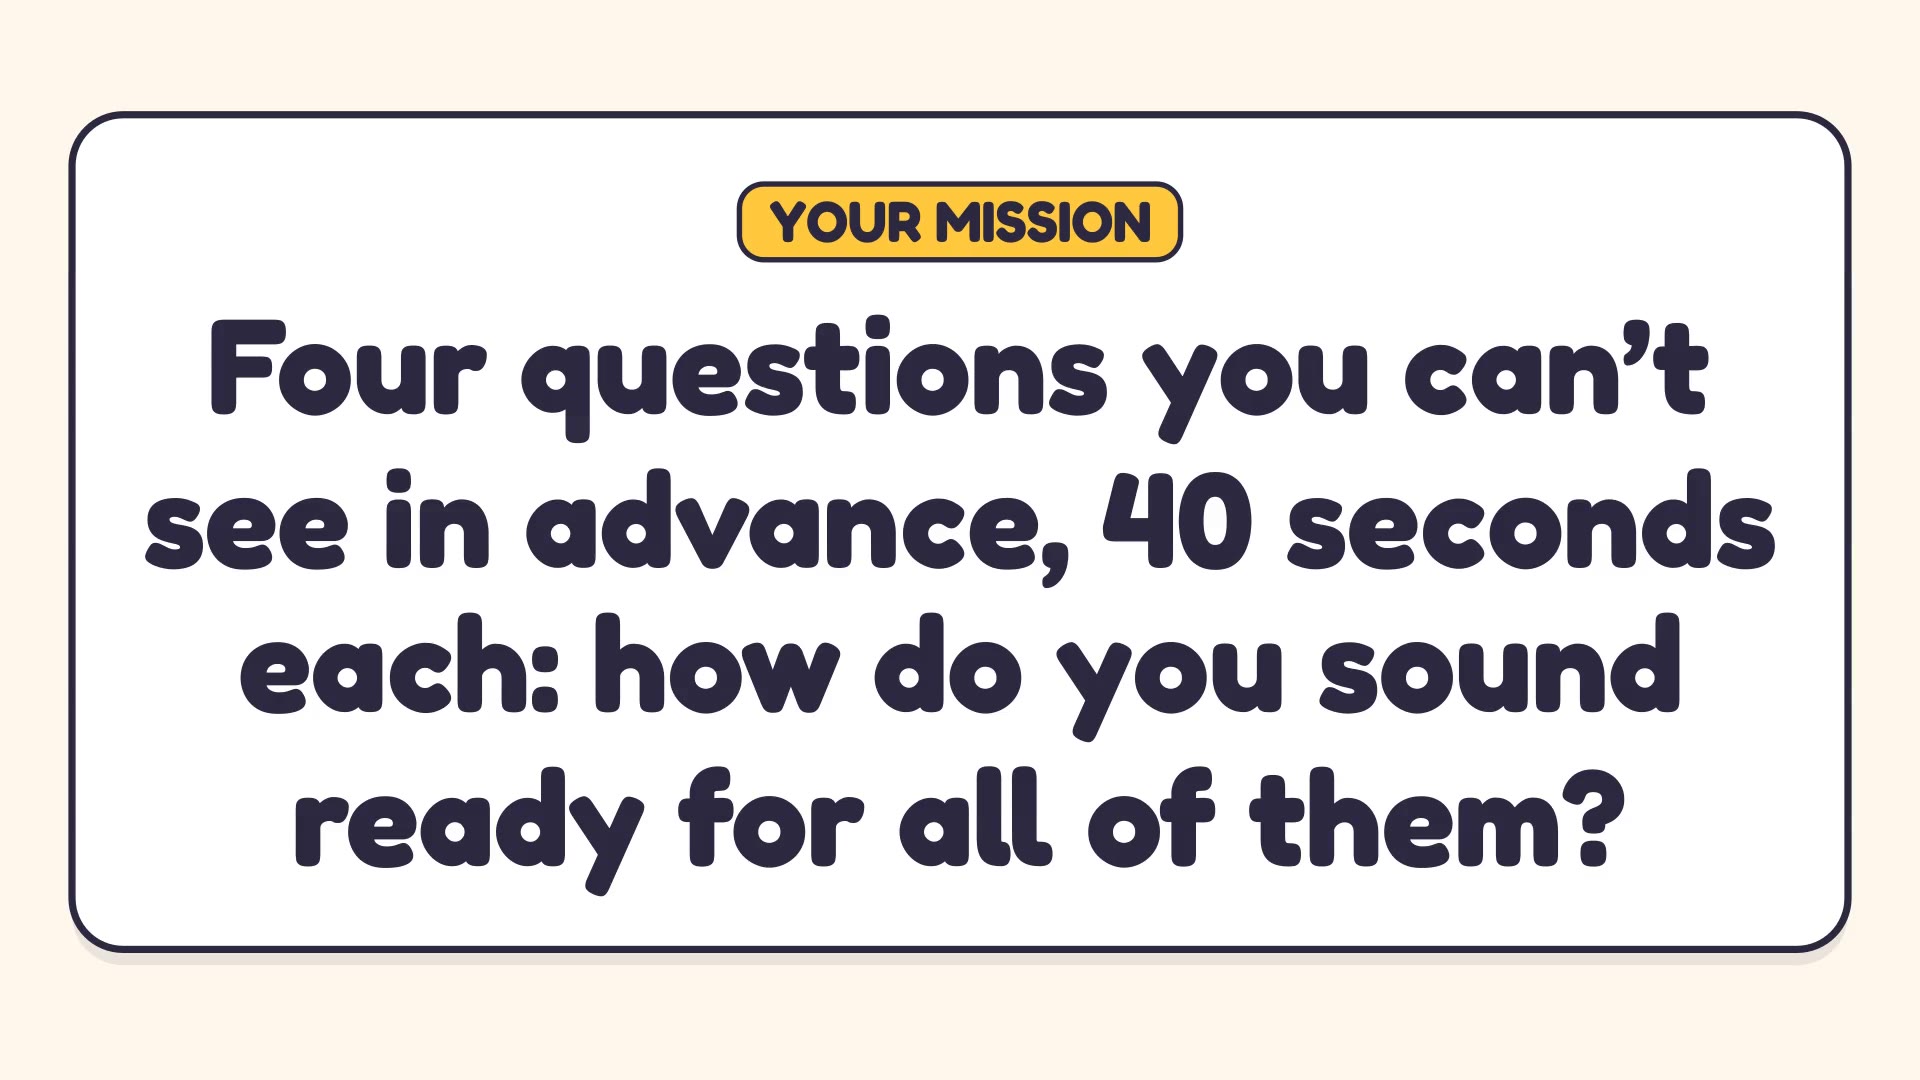 YOUR MISSION
Four questions you can’t
see in advance, 40 seconds
each: how do you sound
ready for all of them?